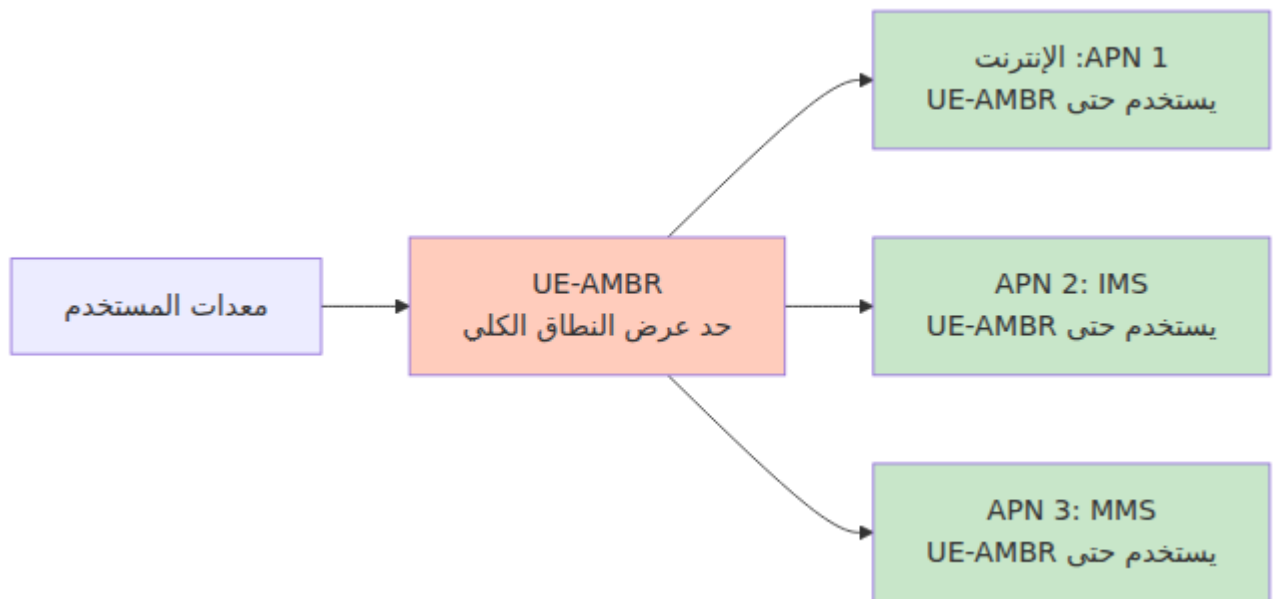 معدات المستخدم
UE-AMBR
حد عرض النطاق الكلي
APN 1: الإنترنت
يستخدم حتى UE-AMBR
APN 2: IMS
يستخدم حتى UE-AMBR
APN 3: MMS
يستخدم حتى UE-AMBR